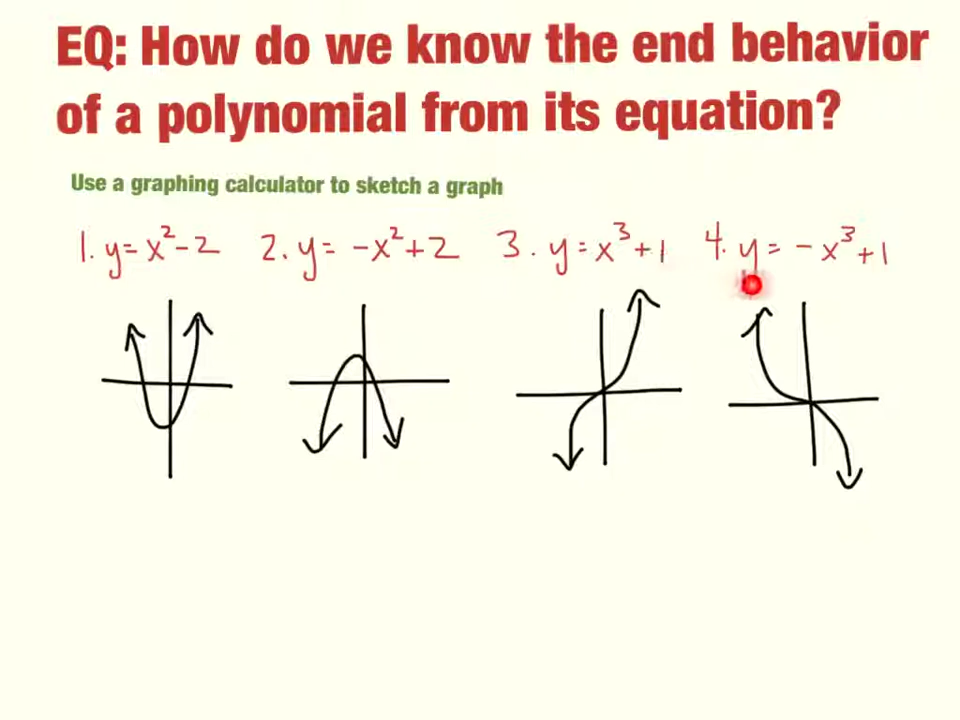 EQ: How do we know the end behavior
of a polynomial from its equation?
Use a graphing calculator to sketch a graph
1. y=x²-2 2. y= -x²+2 3. y=x³+1 4. y= -x³+1